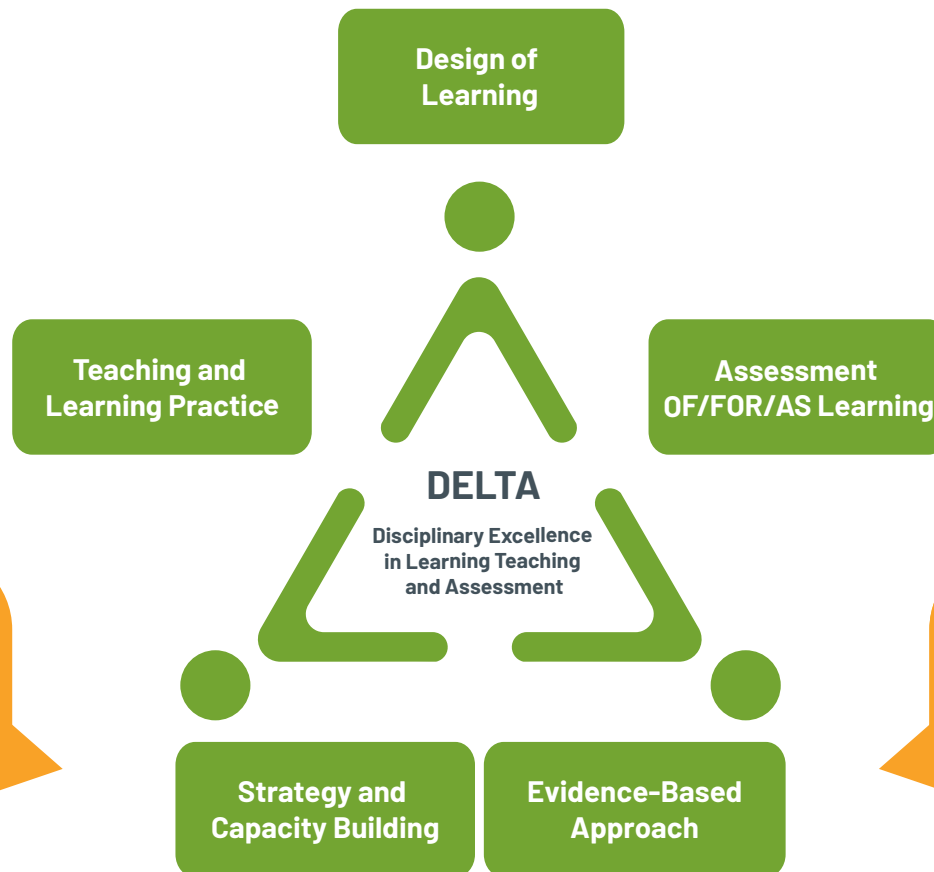 Design of
Learning
Teaching and
Learning Practice
Assessment
OF/FOR/AS Learning
DELTA
Disciplinary Excellence
in Learning Teaching
and Assessment
Strategy and
Capacity Building
Evidence-Based
Approach